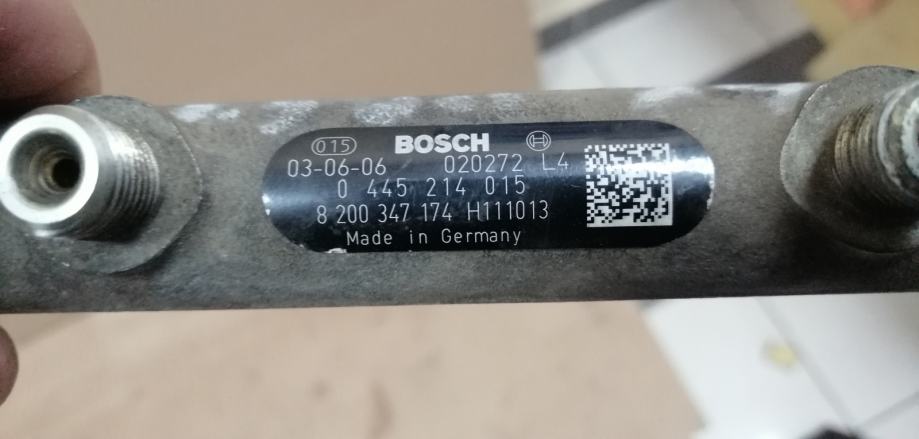 015 BOSCH
03-06-06 020272 L4
0 445 214 015
8 200 347 174 H111013
Made in Germany